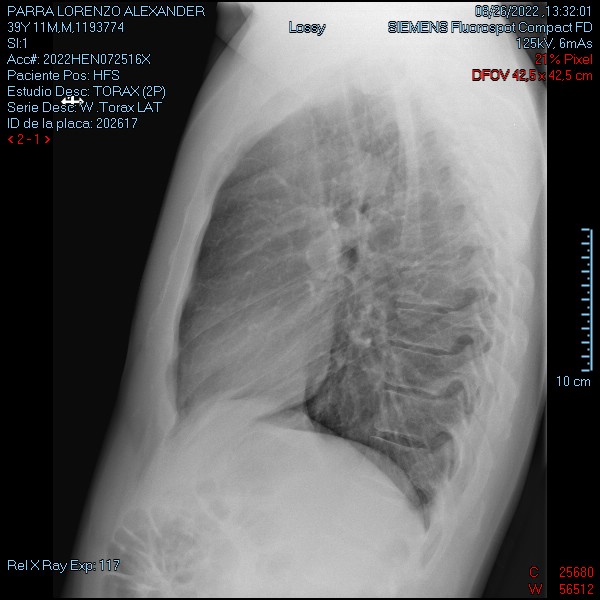 PARRA LORENZO ALEXANDER
39Y 11M,M,1193774
SI:1
Acc#: 2022HEN072516X
Paciente Pos: HFS
Estudio Desc: TORAX (2P)
Serie Desc: W Torax LAT
ID de la placa: 202617
< 2 - 1 >
Lossy
08/26/2022 ,13:32:01
SIEMENS Fluorospot Compact FD
125kV, 6mAs
21% Pixel
DFOV 42,5 x 42,5 cm
10 cm
Rel X Ray Exp: 117
C 25680
W 56512